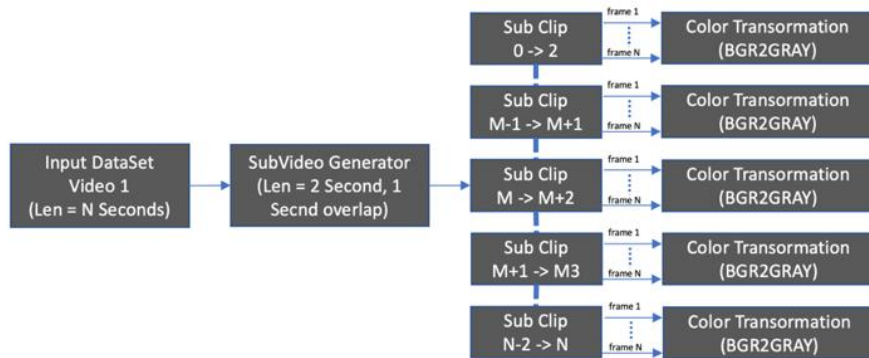 Input DataSet
Video 1
(Len = N Seconds)
SubVideo Generator
(Len = 2 Second, 1
Secnd overlap)
Sub Clip
0 -> 2
frame 1
frame N
Color Transormation
(BGR2GRAY)
Sub Clip
M-1 -> M+1
frame 1
frame N
Color Transormation
(BGR2GRAY)
Sub Clip
M -> M+2
frame 1
frame N
Color Transormation
(BGR2GRAY)
Sub Clip
M+1 -> M3
frame 1
frame N
Color Transormation
(BGR2GRAY)
Sub Clip
N-2 -> N
frame 1
frame N
Color Transormation
(BGR2GRAY)